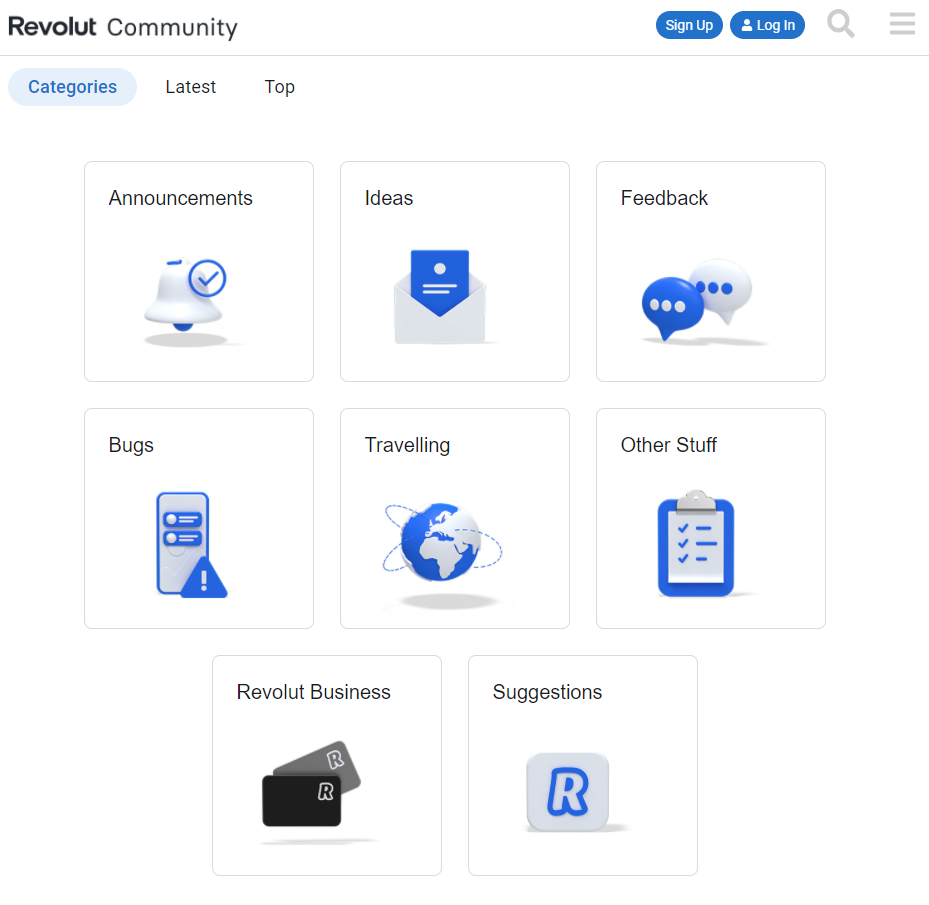 Revolut Community
Sign Up
Log In
Categories
Latest
Top
Announcements
Ideas
Feedback
Bugs
Travelling
Other Stuff
Revolut Business
R
R
Suggestions
R